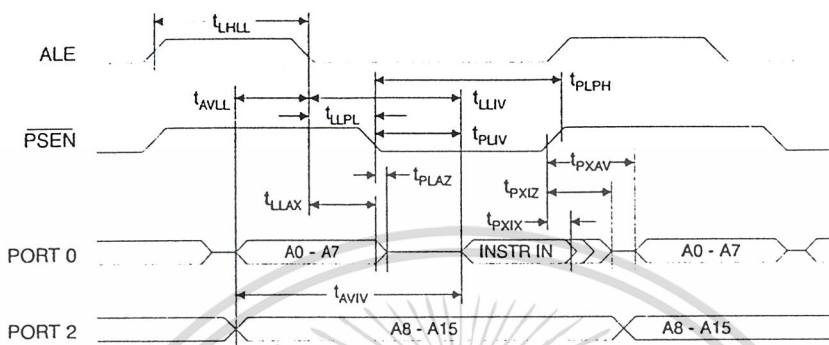 tLHLL
ALE
tPLPH
tAVLL
tLLIV
tLLPL
PSEN
tPLIV
tPXAV
tPLAZ
tPXIZ
tLLAX
tPXIX
PORT 0 A0 - A7 INSTR IN A0 - A7
tAVIV
PORT 2 A8 - A15 A8 - A15